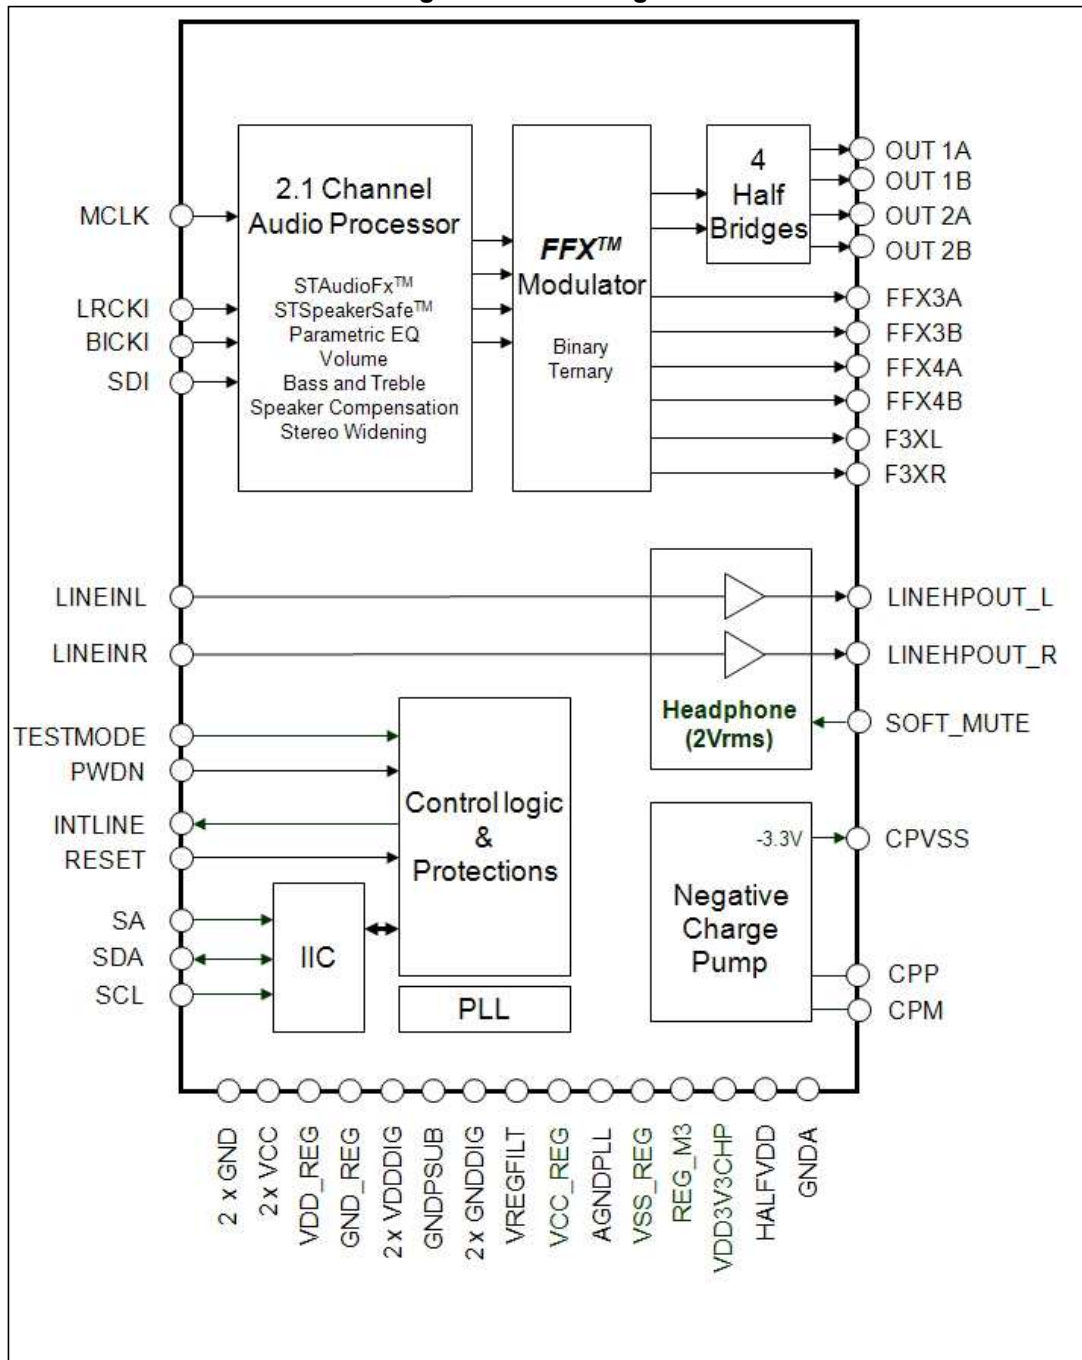 MCLK
LRCKI
BICKI
SDI
2.1 Channel
Audio Processor
STAudioFx™
STSpeakerSafe™
Parametric EQ
Volume
Bass and Treble
Speaker Compensation
Stereo Widening
FFX™
Modulator
Binary
Ternary
4
Half
Bridges
OUT 1A
OUT 1B
OUT 2A
OUT 2B
FFX3A
FFX3B
FFX4A
FFX4B
F3XL
F3XR
LINEINL
LINEINR
LINEHPOUT_L
LINEHPOUT_R
Headphone
(2Vrms)
SOFT_MUTE
TESTMODE
PWDN
INTLINE
RESET
Control logic
&
Protections
SA
SDA
SCL
IIC
PLL
-3.3V
Negative
Charge
Pump
CPVSS
CPP
CPM
2 x GND
2 x VCC
VDD_REG
GND_REG
2 x VDDDIG
GNDPSUB
2 x GNDDIG
VREGFILT
VCC_REG
AGNDPLL
VSS_REG
REG_M3
VDD3V3CHP
HALFVDD
GNDA